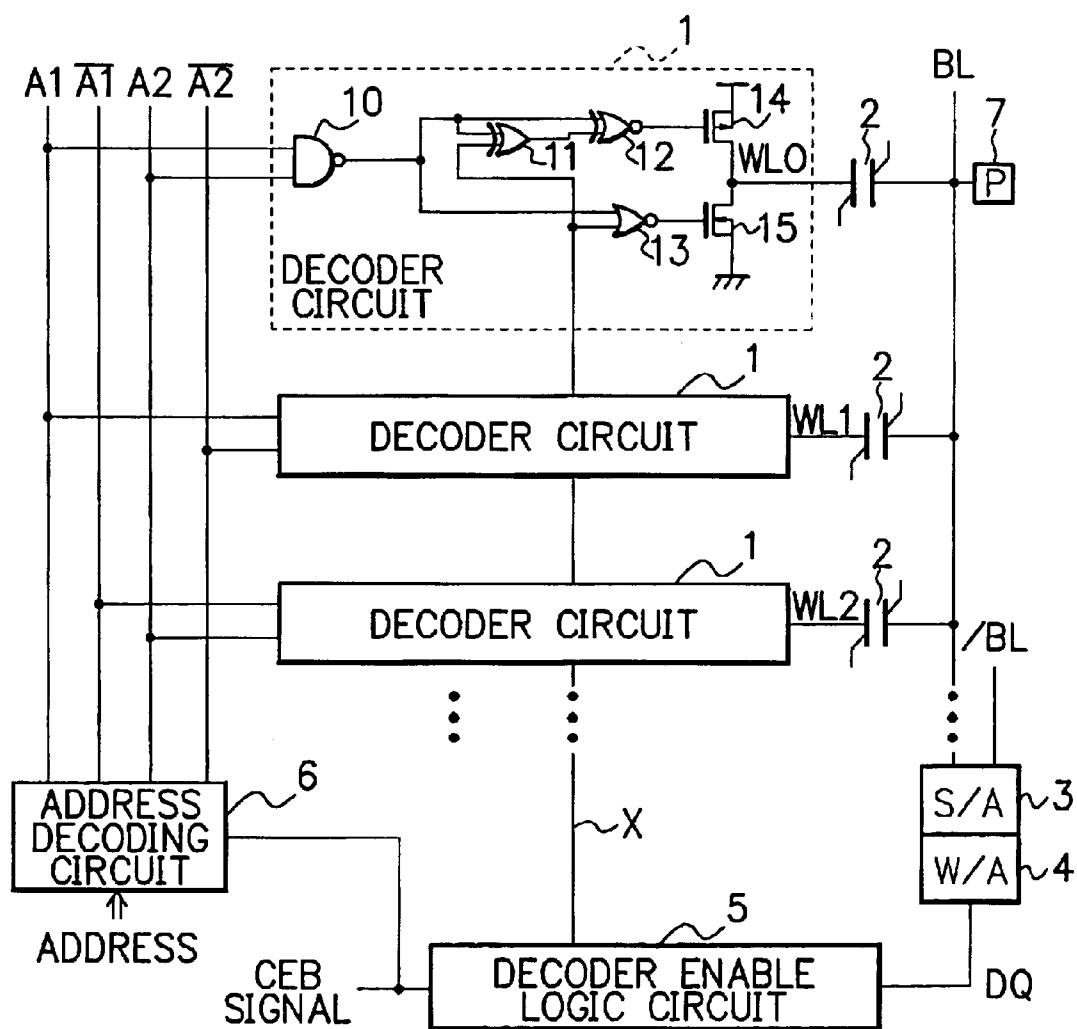 1
A1 A̅1̅ A2 A̅2̅
BL
10
14
2
7
11
12
WL0
P
13
15
DECODER
CIRCUIT
1
2
DECODER CIRCUIT
WL1
1
2
DECODER CIRCUIT
WL2
/BL
6
ADDRESS
DECODING
CIRCUIT
X
S/A
3
W/A
4
ADDRESS
5
CEB
SIGNAL
DECODER ENABLE
LOGIC CIRCUIT
DQ